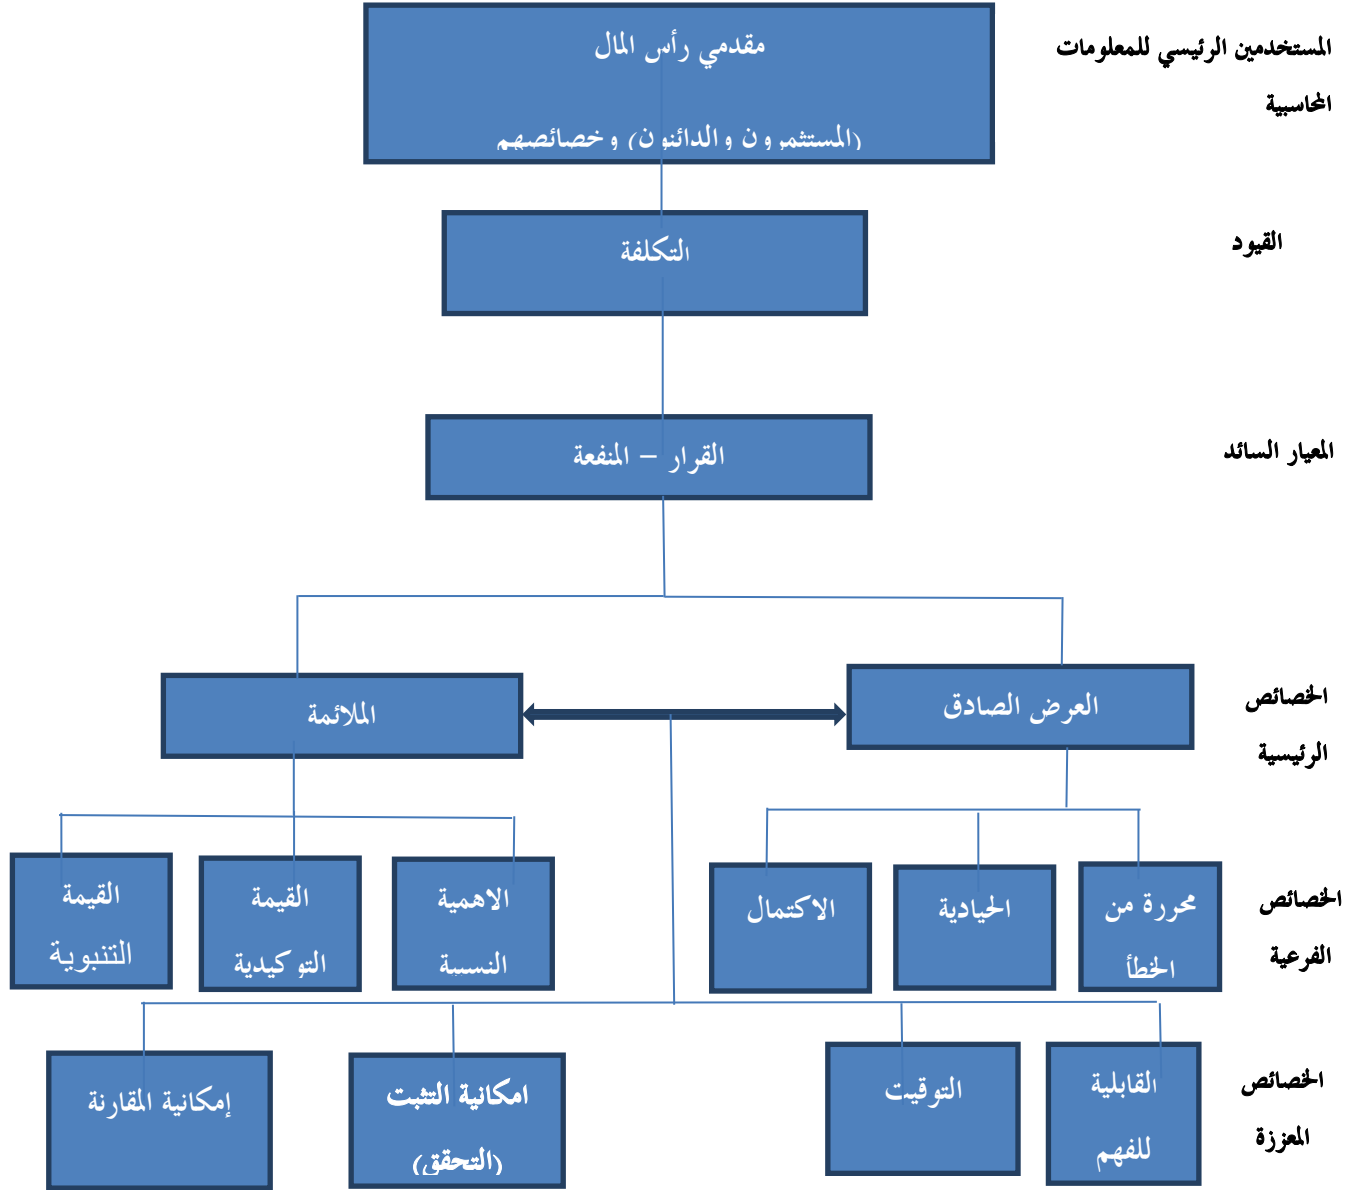 المستخدمين الرئيسي للمعلومات
المحاسبية
مقدمي رأس المال
(المستثمرون والدائنون) وخصائصهم
القيود
التكلفة
المعيار السائد
القرار – المنفعة
الخصائص
الرئيسية
العرض الصادق
الملائمة
الخصائص
الفرعية
محررة من
الخطأ
الحيادية
الاكتمال
الاهمية
النسبية
القيمة
التوكيدية
القيمة
التنبوية
الخصائص
المعززة
القابلية
للفهم
التوقيت
امكانية التثبت
(التحقق)
إمكانية المقارنة